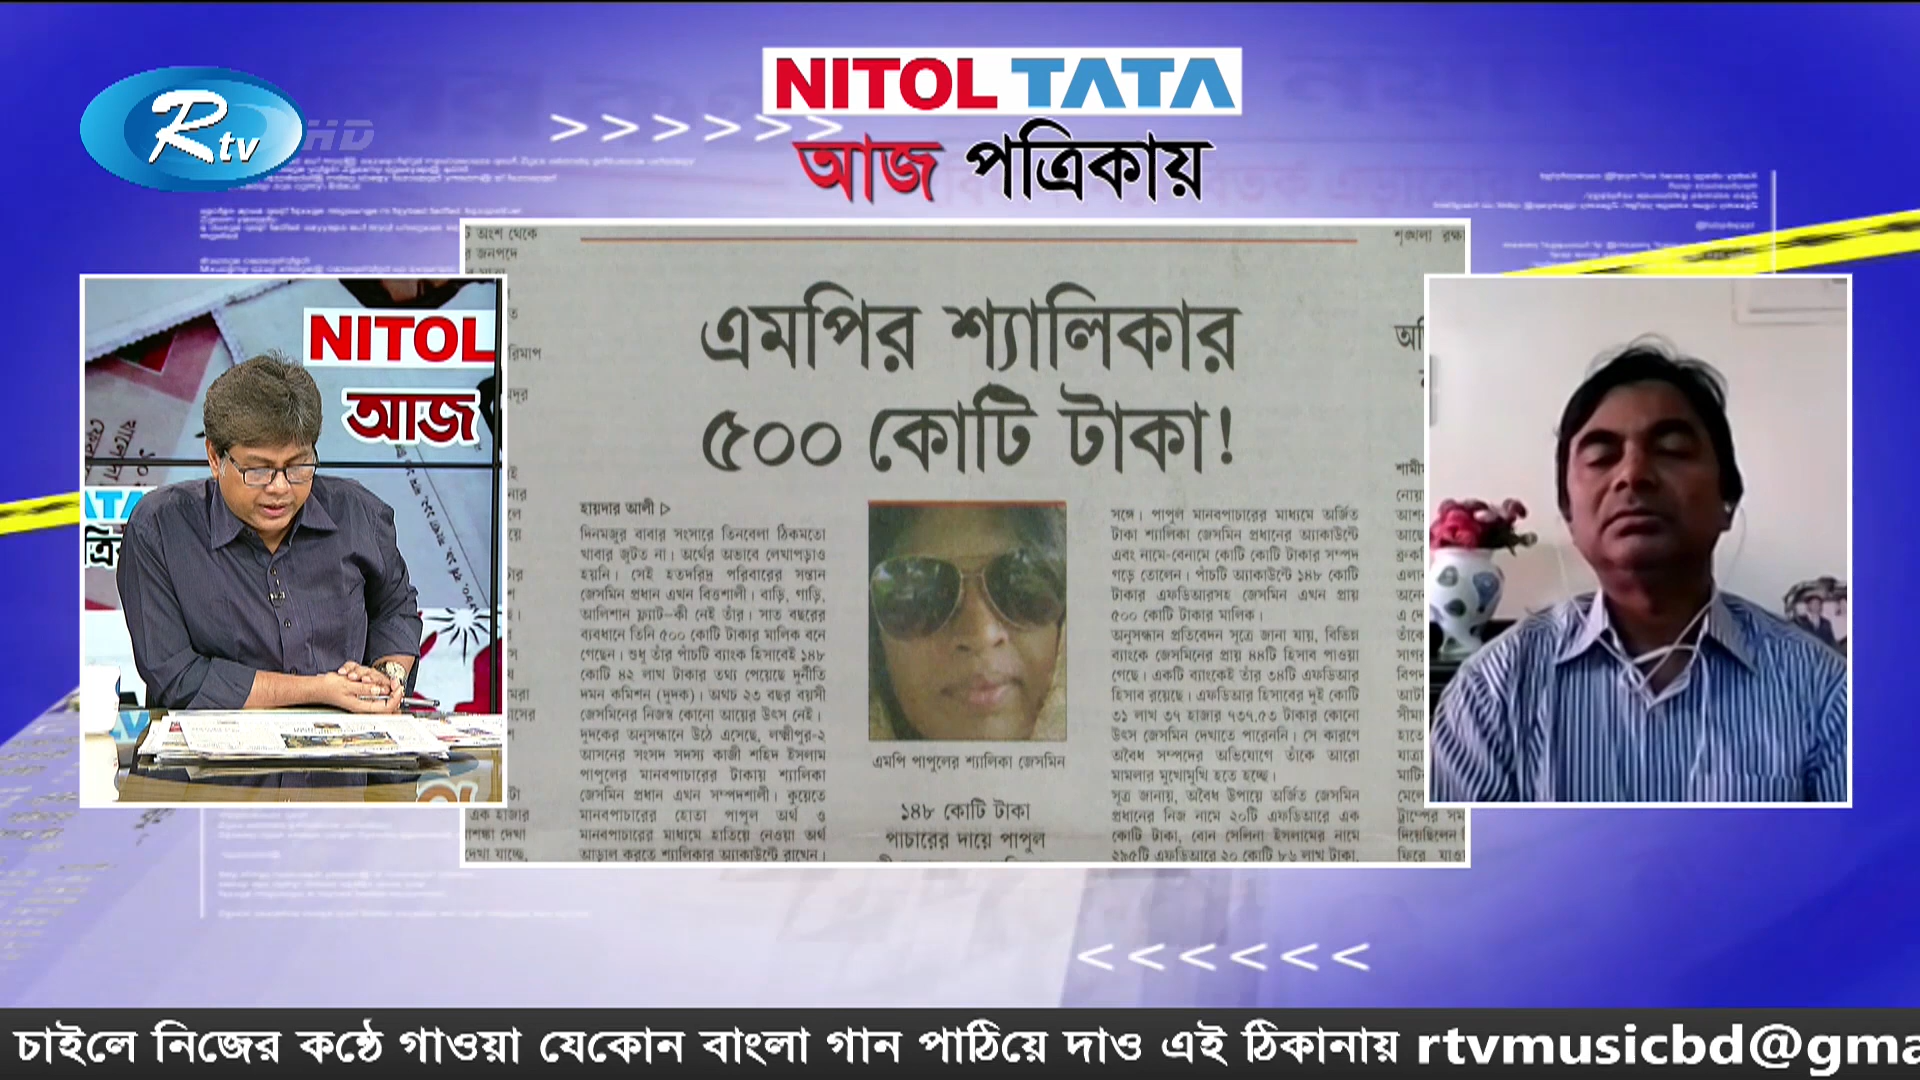 NITOL TATA
Rtv HD
আজ পত্রিকায়
ট অংশ থেকে
র জনপদে
এমপির শ্যালিকার
৫০০ কোটি টাকা!
হায়দার আলী
দিনমজুর বাবার সংসারে তিনবেলা ঠিকমতো
খাবার জুটত না। অর্থের অভাবে লেখাপড়াও
হয়নি। সেই হতদরিদ্র পরিবারের সন্তান
জেসমিন প্রধান এখন বিত্তশালী। বাড়ি, গাড়ি,
আলিশান ফ্ল্যাট—কী নেই তাঁর। সাত বছরের
ব্যবধানে তিনি ৫০০ কোটি টাকার মালিক বনে
গেছেন। শুধু তাঁর পাঁচটি ব্যাংক হিসাবেই ১৪৮
কোটি ৪২ লাখ টাকার তথ্য পেয়েছে দুর্নীতি
দমন কমিশন (দুদক)। অথচ ২৩ বছর বয়সী
জেসমিনের নিজস্ব কোনো আয়ের উৎস নেই।
দুদকের অনুসন্ধানে উঠে এসেছে, লক্ষ্মীপুর-২
আসনের সংসদ সদস্য কাজী শহিদ ইসলাম
পাপুলের মানবপাচারের টাকায় শ্যালিকা
জেসমিন প্রধান এখন সম্পদশালী। কুয়েতে
মানবপাচারের হোতা পাপুল অর্থ ও
মানবপাচারের মাধ্যমে হাতিয়ে নেওয়া অর্থ
আড়াল করতে শ্যালিকার অ্যাকাউন্টে রাখেন।
এমপি পাপুলের শ্যালিকা জেসমিন
১৪৮ কোটি টাকা
পাচারের দায়ে পাপুল
সঙ্গে। পাপুল মানবপাচারের মাধ্যমে অর্জিত
টাকা শ্যালিকা জেসমিন প্রধানের অ্যাকাউন্টে
এবং নামে-বেনামে কোটি কোটি টাকার সম্পদ
গড়ে তোলেন। পাঁচটি অ্যাকাউন্টে ১৪৮ কোটি
টাকার এফডিআরসহ জেসমিন এখন প্রায়
৫০০ কোটি টাকার মালিক।
অনুসন্ধান প্রতিবেদন সূত্রে জানা যায়, বিভিন্ন
ব্যাংকে জেসমিনের প্রায় ৪৪টি হিসাব পাওয়া
গেছে। একটি ব্যাংকেই তাঁর ৩৪টি এফডিআর
হিসাব রয়েছে। এফডিআর হিসাবের দুই কোটি
৩১ লাখ ৩৭ হাজার ৭৩৭.৫৩ টাকার কোনো
উৎস জেসমিন দেখাতে পারেননি। সে কারণে
অবৈধ সম্পদের অভিযোগে তাঁকে আরো
মামলার মুখোমুখি হতে হচ্ছে।
সূত্র জানায়, অবৈধ উপায়ে অর্জিত জেসমিন
প্রধানের নিজ নামে ২০টি এফডিআরে এক
কোটি টাকা, বোন সেলিনা ইসলামের নামে
২৯৫টি এফডিআরে ২০ কোটি ৮৬ লাখ টাকা,
NITOL
আজ
চাইলে নিজের কন্ঠে গাওয়া যেকোন বাংলা গান পাঠিয়ে দাও এই ঠিকানায় rtvmusicbd@gma